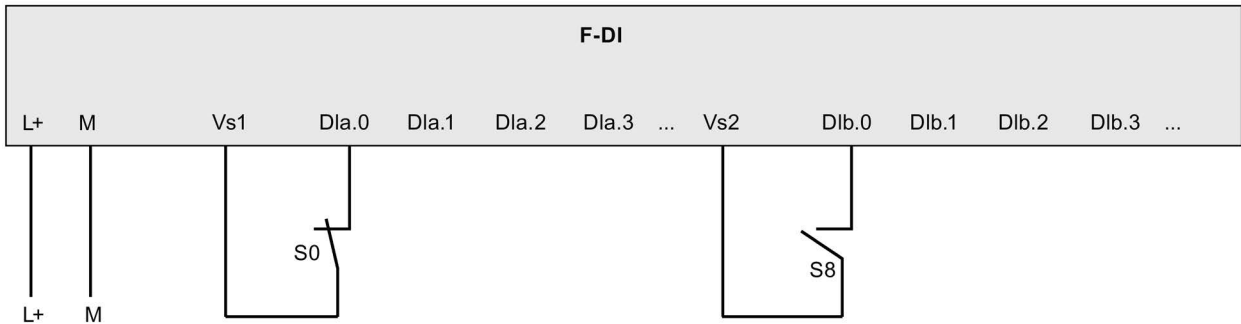 F-DI
L+ M Vs1 DIa.0 DIa.1 DIa.2 DIa.3 ... Vs2 DIb.0 DIb.1 DIb.2 DIb.3 ...
S0
S8
L+ M